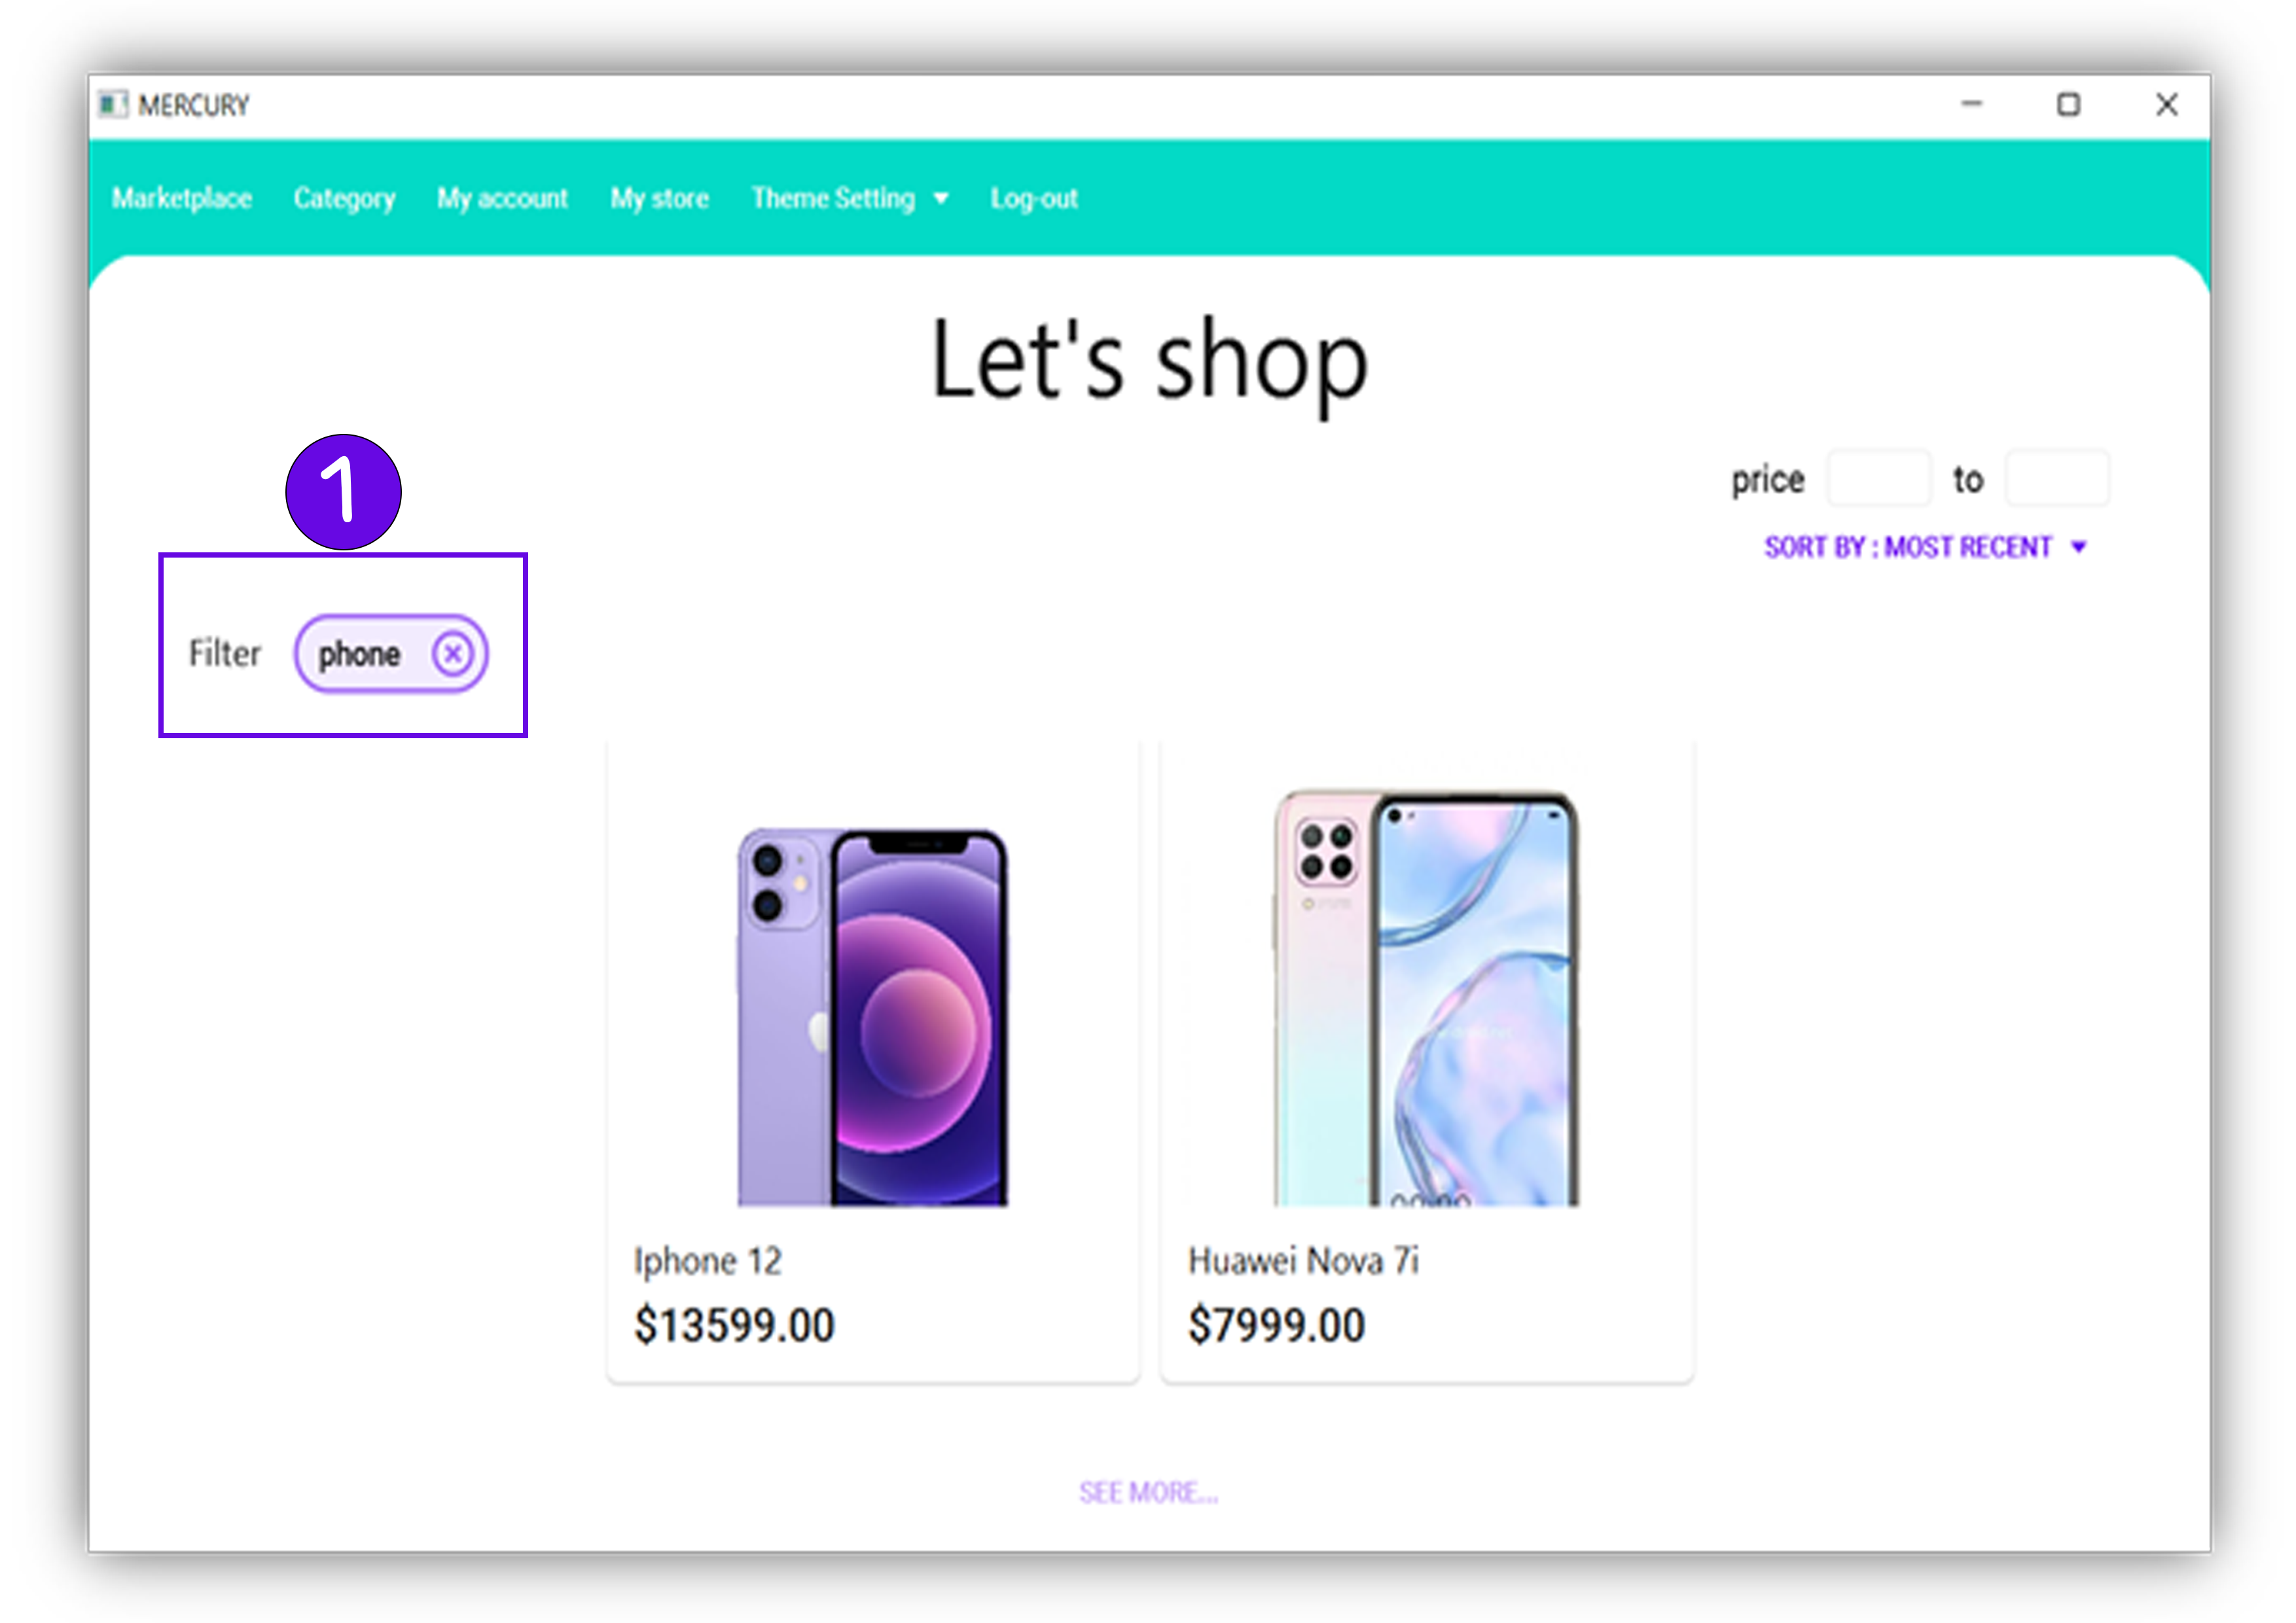 MERCURY
Marketplace Category My account My store Theme Setting Log-out
Let's shop
1
price to
SORT BY : MOST RECENT
Filter phone
Iphone 12 Huawei Nova 7i
$13599.00 $7999.00
SEE MORE...